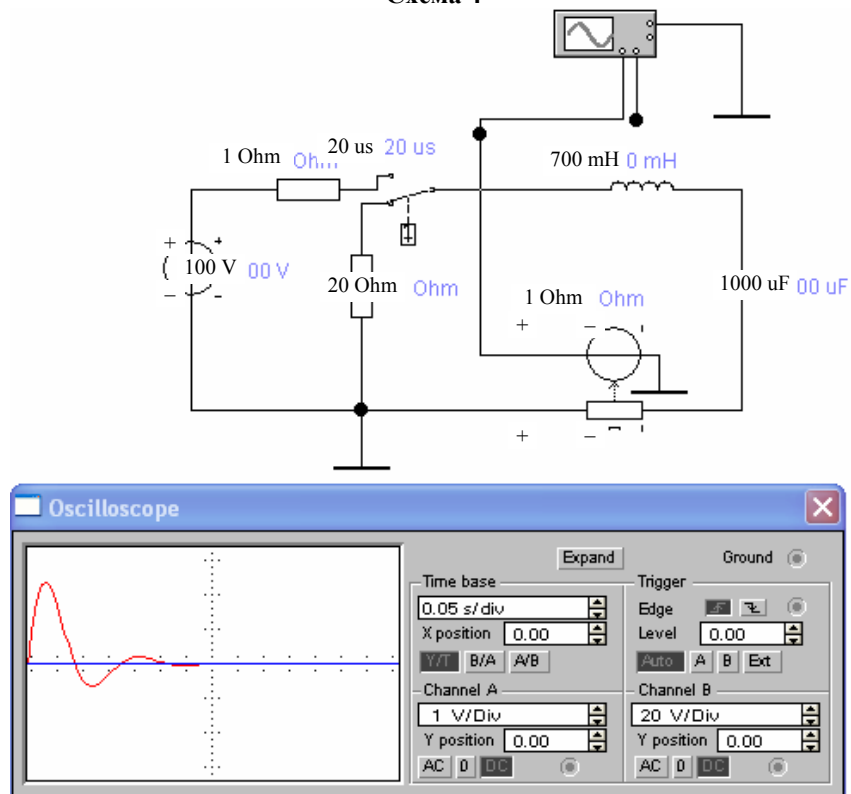 20 us 20 us
1 Ohm Ohm
700 mH 0 mH
+ +
100 V 00 V
− -
20 Ohm Ohm
1000 uF 00 uF
1 Ohm Ohm
+ −
+ −
Oscilloscope
Expand Ground
Time base Trigger
0.05 s/div Edge
X position 0.00 Level 0.00
Y/T B/A A/B Auto A B Ext
Channel A Channel B
1 V/Div 20 V/Div
Y position 0.00 Y position 0.00
AC 0 DC AC 0 DC